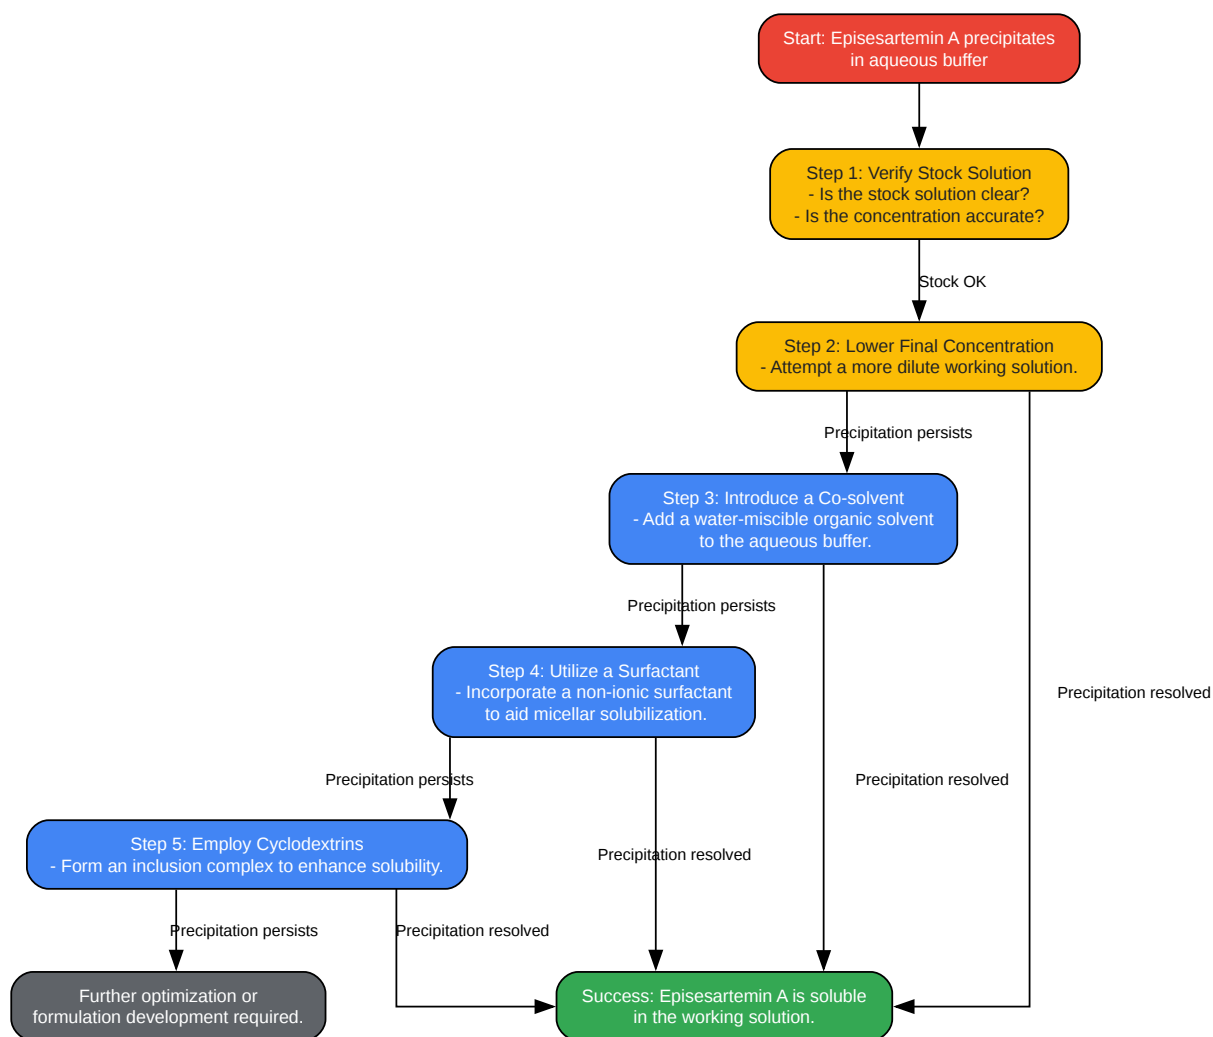 Start: Episesartemin A precipitates
in aqueous buffer
Step 1: Verify Stock Solution
- Is the stock solution clear?
- Is the concentration accurate?
Stock OK
Step 2: Lower Final Concentration
- Attempt a more dilute working solution.
Precipitation persists
Step 3: Introduce a Co-solvent
- Add a water-miscible organic solvent
to the aqueous buffer.
Precipitation persists
Step 4: Utilize a Surfactant
- Incorporate a non-ionic surfactant
to aid micellar solubilization.
Precipitation resolved
Precipitation persists
Precipitation resolved
Step 5: Employ Cyclodextrins
- Form an inclusion complex to enhance solubility.
Precipitation resolved
Precipitation persists
Precipitation resolved
Further optimization or
formulation development required.
Success: Episesartemin A is soluble
in the working solution.